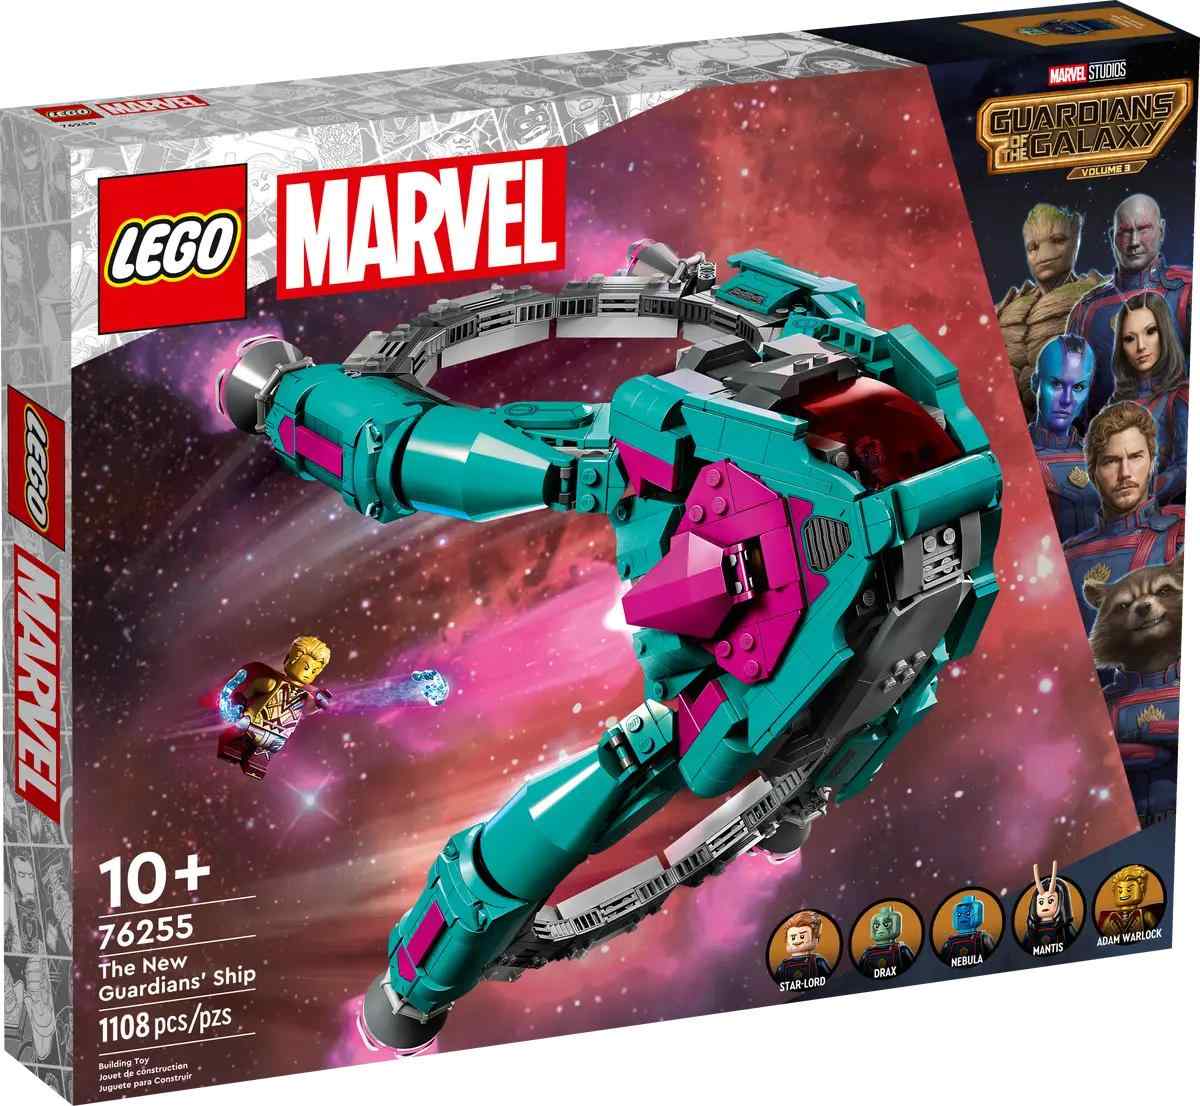 LEGO MARVEL
76255
MARVEL STUDIOS
GUARDIANS
OF THE GALAXY
VOLUME 3
LEGO
MARVEL
LEGO
MARVEL
10+
76255
The New
Guardians' Ship
1108 pcs/pzs
Building Toy
Jouet de construction
Juguete para Construir
STAR-LORD
DRAX
NEBULA
MANTIS
ADAM WARLOCK